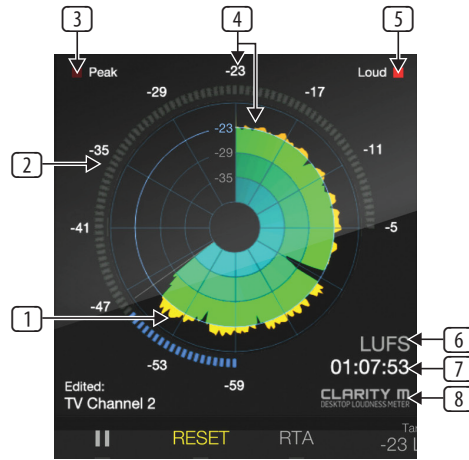 3
4
5
Peak
-23
Loud
-29
-17
2
-35
-23
-29
-35
-11
-41
-5
-47
1
-53
-59
LUFS
6
01:07:53
7
Edited:
TV Channel 2
CLARITY M
DESKTOP LOUDNESS METER
8
RESET
RTA
-23 L